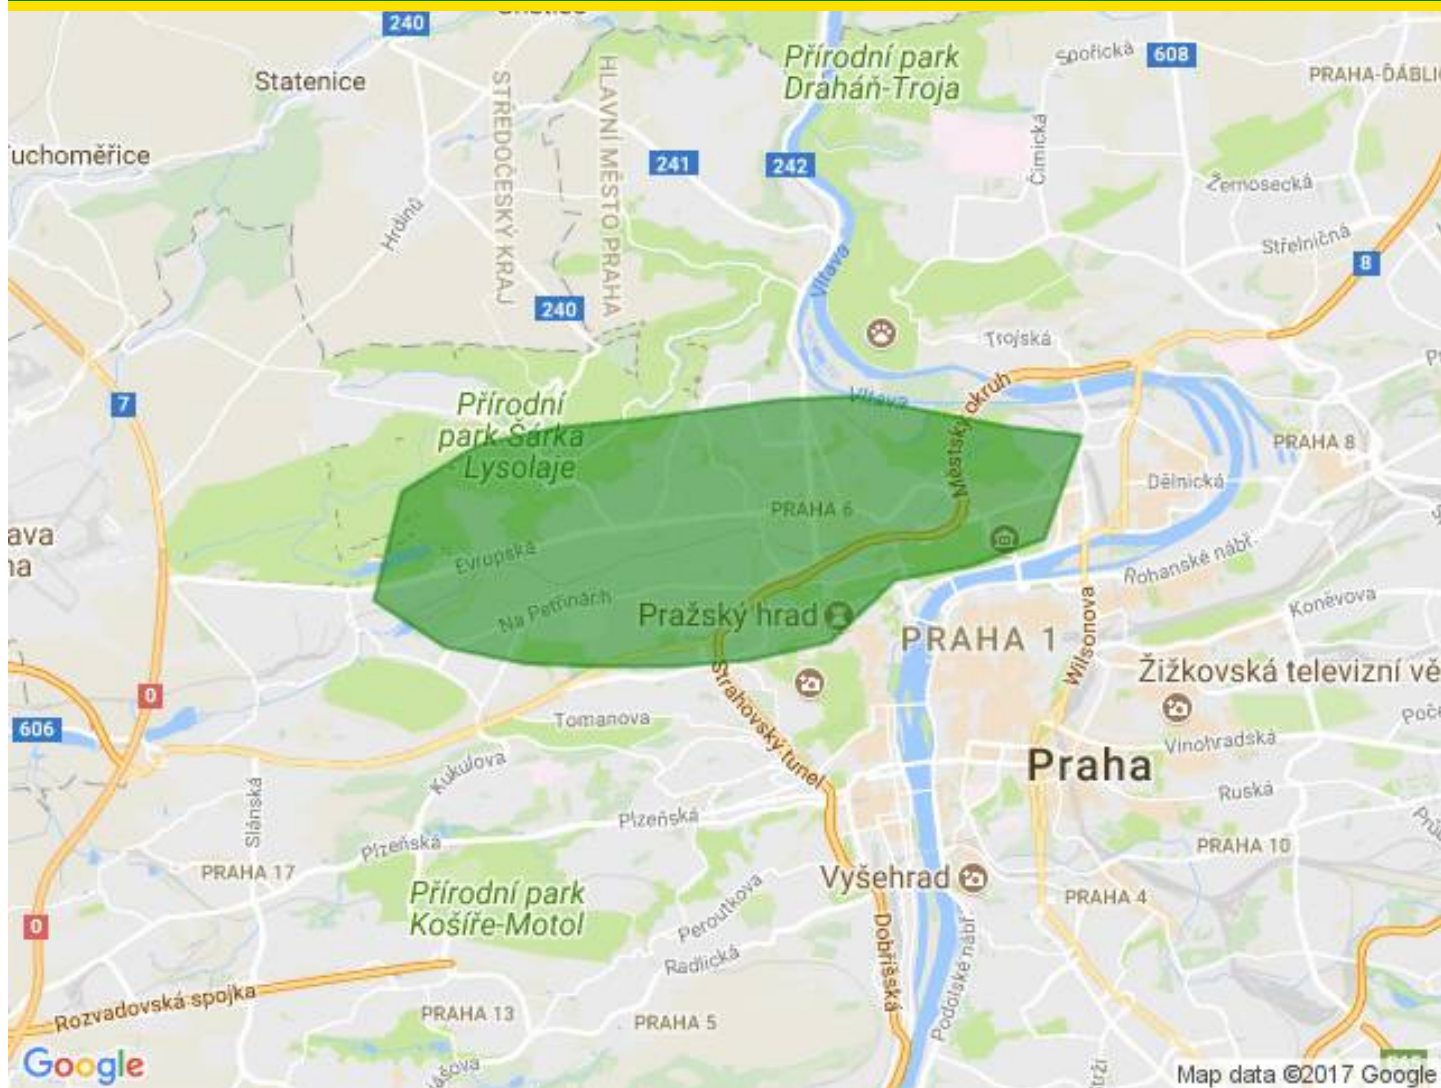 240
Statenice
Přírodní park
Draháň-Troja
Spořická
608
PRAHA-ĎÁBLI
STŘEDOČESKÝ KRAJ
HLAVNÍ MĚSTO PRAHA
241
242
Čimická
uchoměřice
Žernosecká
Hrdinů
Střelničná
8
Vltava
240
Trojská
7
Přírodní
park Šárka
- Lysolaje
Vltava
Městský okruh
PRAHA 8
Dělnická
PRAHA 6
ava
na
Evropská
Rohanské nábř.
Na Petřinách
Pražský hrad
Koněvova
PRAHA 1
Wilsonova
Žižkovská televizní vě
0
Strahovský tunel
606
Tomanova
Poče
Vinohradská
Kukulova
Praha
Ruská
Slánská
Plzeňská
Plzeňská
PRAHA 10
PRAHA 17
Vyšehrad
Přírodní park
Košíře-Motol
Peroutkova
PRAHA 4
0
Dobříšská
Radlická
Podolské nábř.
Rozvadovská spojka
PRAHA 13
PRAHA 5
Google
Map data ©2017 Google